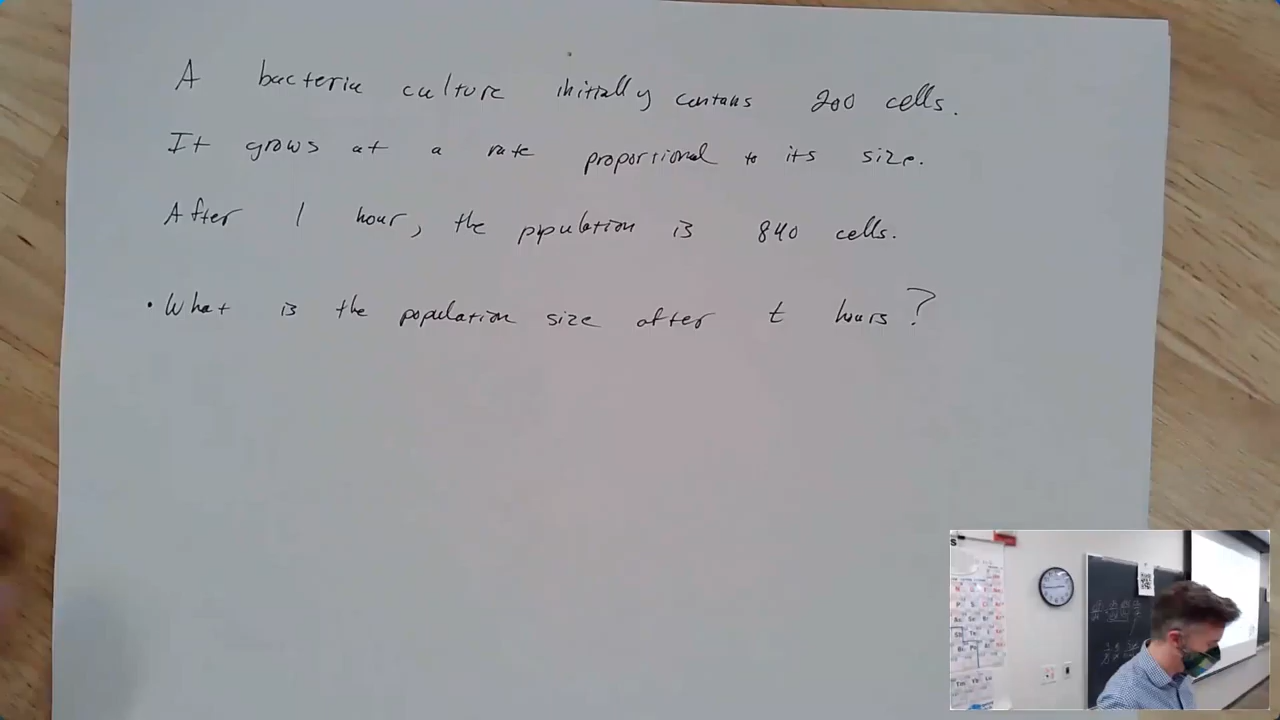 A bacteria culture initially contains 200 cells.
It grows at a rate proportional to its size.
After 1 hour, the population is 840 cells.
• What is the population size after t hours?